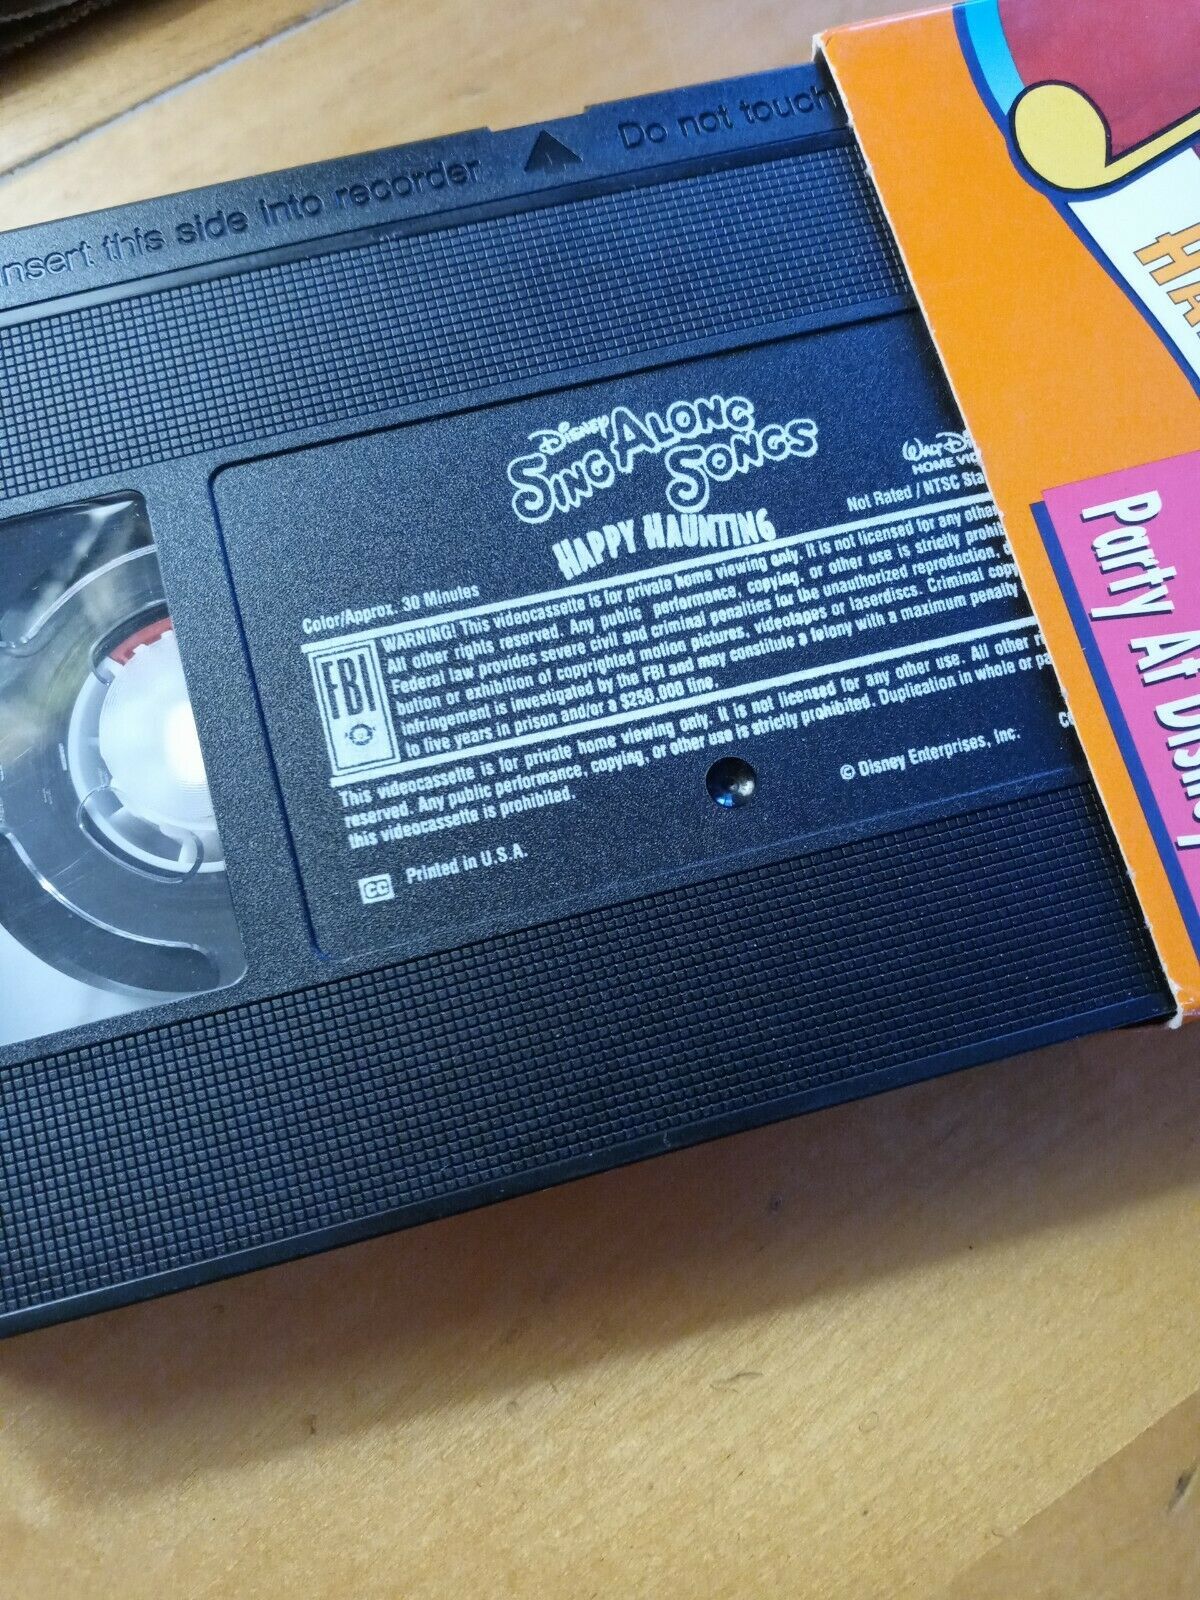 Insert this side into recorder
Do not touch
DISNEY
SING ALONG
SONGS
HAPPY HAUNTING
HOME
Color/Approx. 30 Minutes
Not Rated / NTSC
FBI
WARNING! This videocassette is for private home viewing only. It is not licensed for any other
All other rights reserved. Any public performance, copying, or other use is strictly
Federal law provides severe civil and criminal penalties for the unauthorized reproduction,
bution or exhibition of copyrighted motion pictures, videotapes or laserdiscs. Criminal
infringement is investigated by the FBI and may constitute a felony with a maximum penalty
to five years in prison and/or a $250,000 fine.
This videocassette is for private home viewing only. It is not licensed for any other use. All other
reserved. Any public performance, copying, or other use is strictly prohibited. Duplication in whole or
this videocassette is prohibited.
© Disney Enterprises, Inc.
CC Printed in U.S.A.
HA
Party At